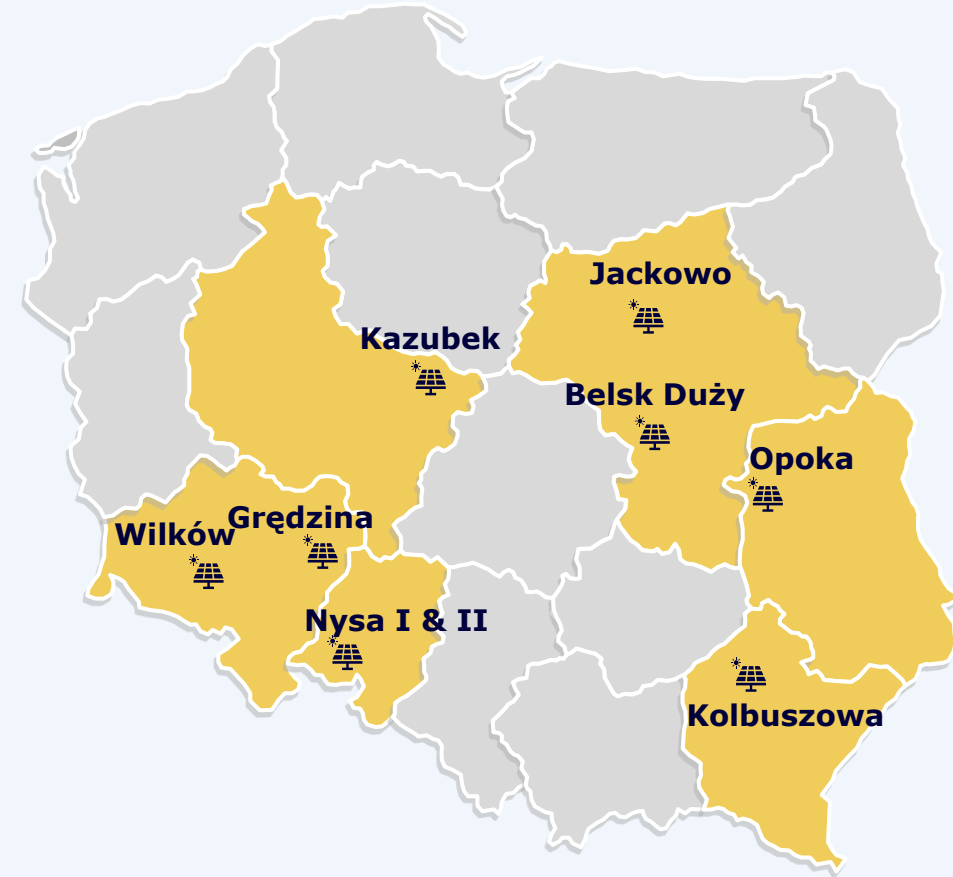 Jackowo
Kazubek
Belsk Duży
Opoka
Grędzina
Wilków
Nysa I & II
Kolbuszowa